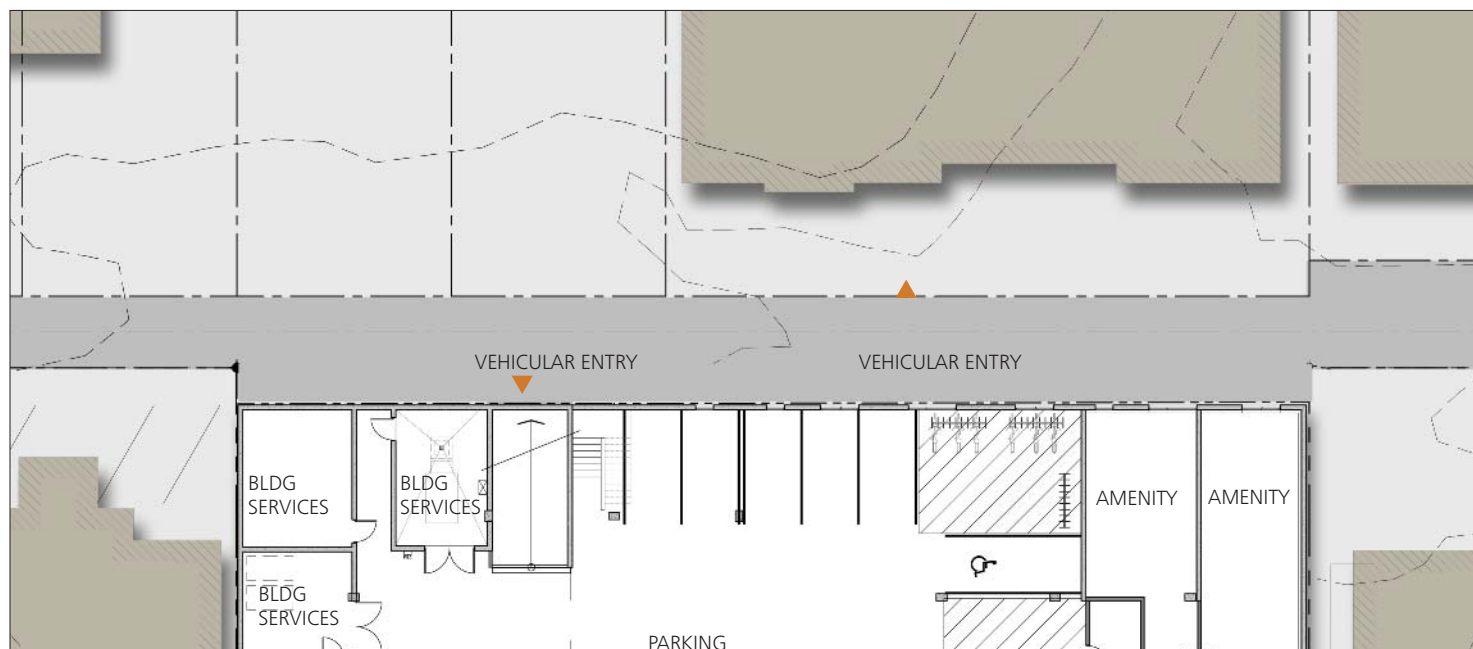 VEHICULAR ENTRY
VEHICULAR ENTRY
BLDG
SERVICES
BLDG
SERVICES
AMENITY
AMENITY
BLDG
SERVICES
PARKING